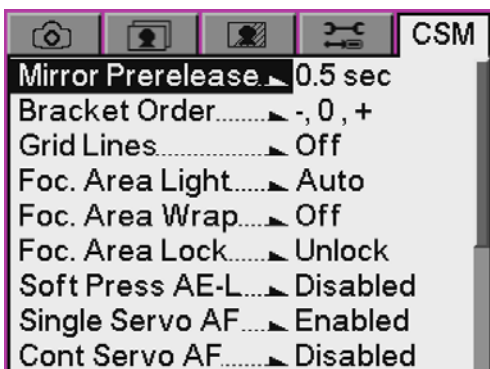 CSM
Mirror Prerelease 0.5 sec
Bracket Order........ -, 0 , +
Grid Lines................... Off
Foc. Area Light...... Auto
Foc. Area Wrap..... Off
Foc. Area Lock...... Unlock
Soft Press AE-L.... Disabled
Single Servo AF.... Enabled
Cont Servo AF....... Disabled